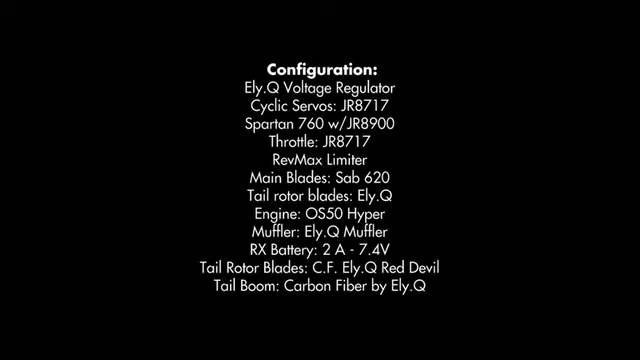 Configuration:
Ely.Q Voltage Regulator
Cyclic Servos: JR8717
Spartan 760 w/JR8900
Throttle: JR8717
RevMax Limiter
Main Blades: Sab 620
Tail rotor blades: Ely.Q
Engine: OS50 Hyper
Muffler: Ely.Q Muffler
RX Battery: 2 A - 7.4V
Tail Rotor Blades: C.F. Ely.Q Red Devil
Tail Boom: Carbon Fiber by Ely.Q